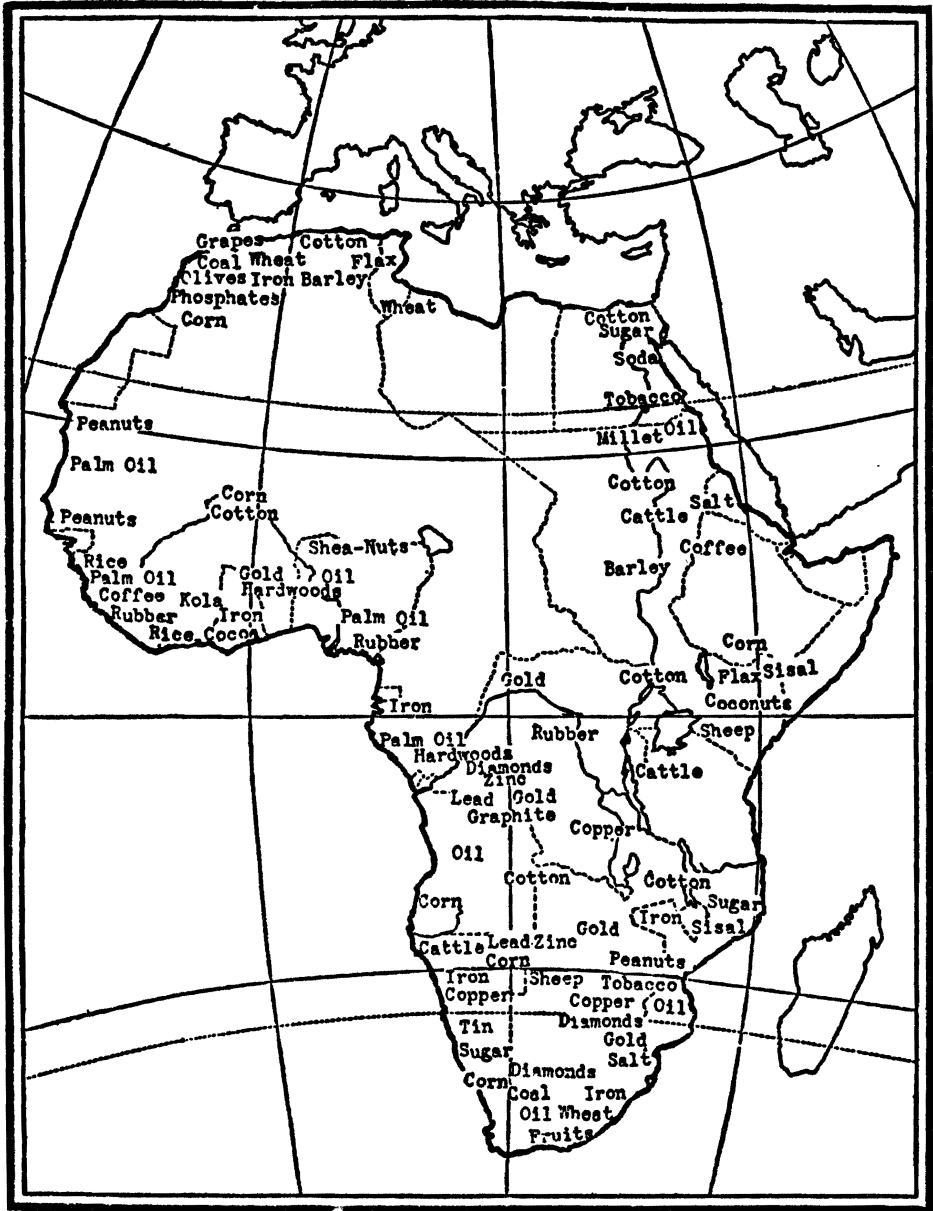 Grapes Cotton
Coal Wheat Flax
Olives Iron Barley
Phosphates
Wheat
Corn
Cotton
Sugar
Soda
Tobacco
Peanuts
Millet Oil
Palm Oil
Cotton
Corn
Cotton
Salt
Cattle
Peanuts
Shea-Nuts
Coffee
Rice
Palm Oil
Gold Oil
Barley
Coffee
Hardwoods
Kola
Rubber
Iron
Palm Oil
Rice Cocoa
Rubber
Corn
Gold
Cotton
Flax Sisal
Coconuts
Iron
Rubber
Sheep
Palm Oil
Hardwoods
Diamonds
Cattle
Zinc
Lead Gold
Graphite
Copper
Oil
Cotton
Cotton
Corn
Sugar
Iron
Gold
Sisal
Cattle Lead Zinc
Corn
Peanuts
Iron
Sheep
Tobacco
Copper
Copper
Oil
Diamonds
Tin
Gold
Sugar
Salt
Diamonds
Corn
Coal Iron
Oil Wheat
Fruits